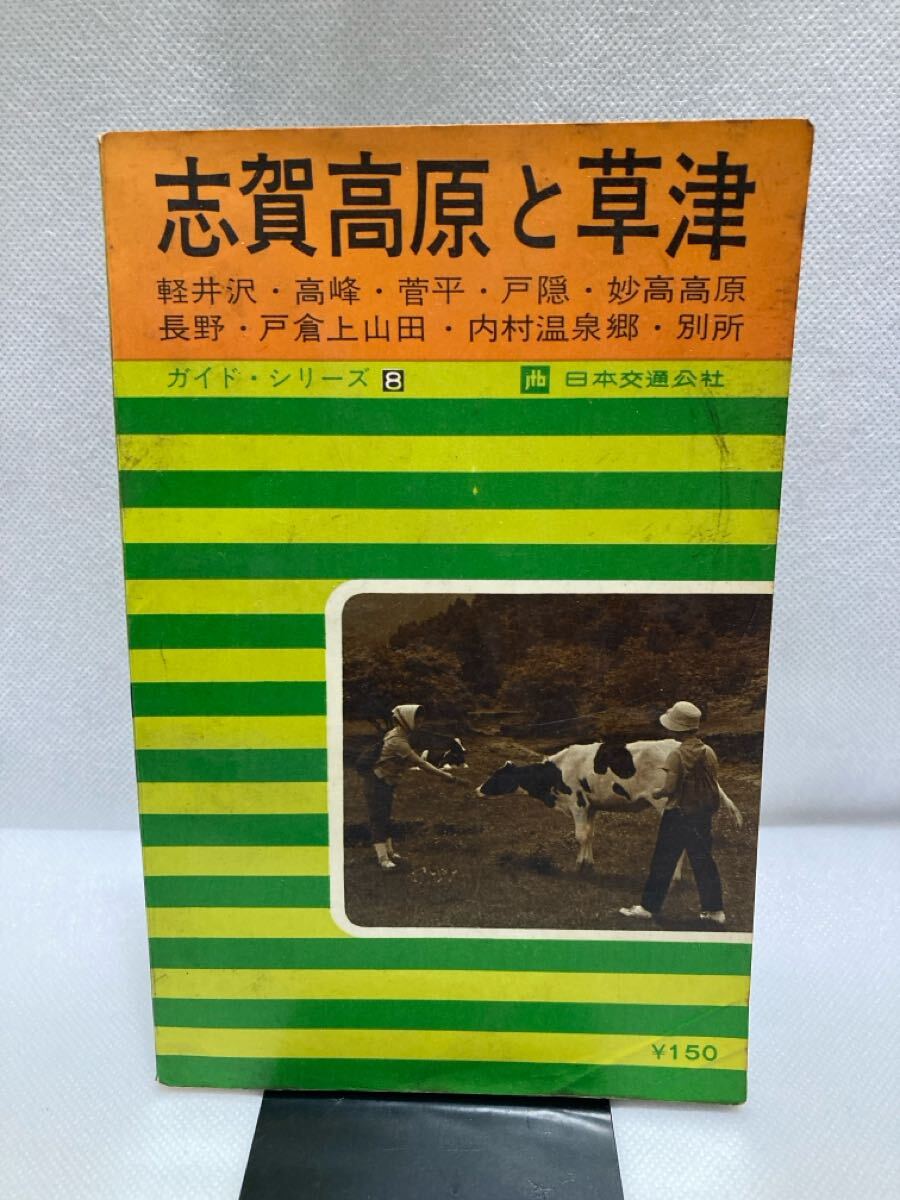 志賀高原と草津
軽井沢・高峰・菅平・戸隠・妙高高原
長野・戸倉上山田・内村温泉郷・別所
ガイド・シリーズ 8 jtb 日本交通公社
¥150